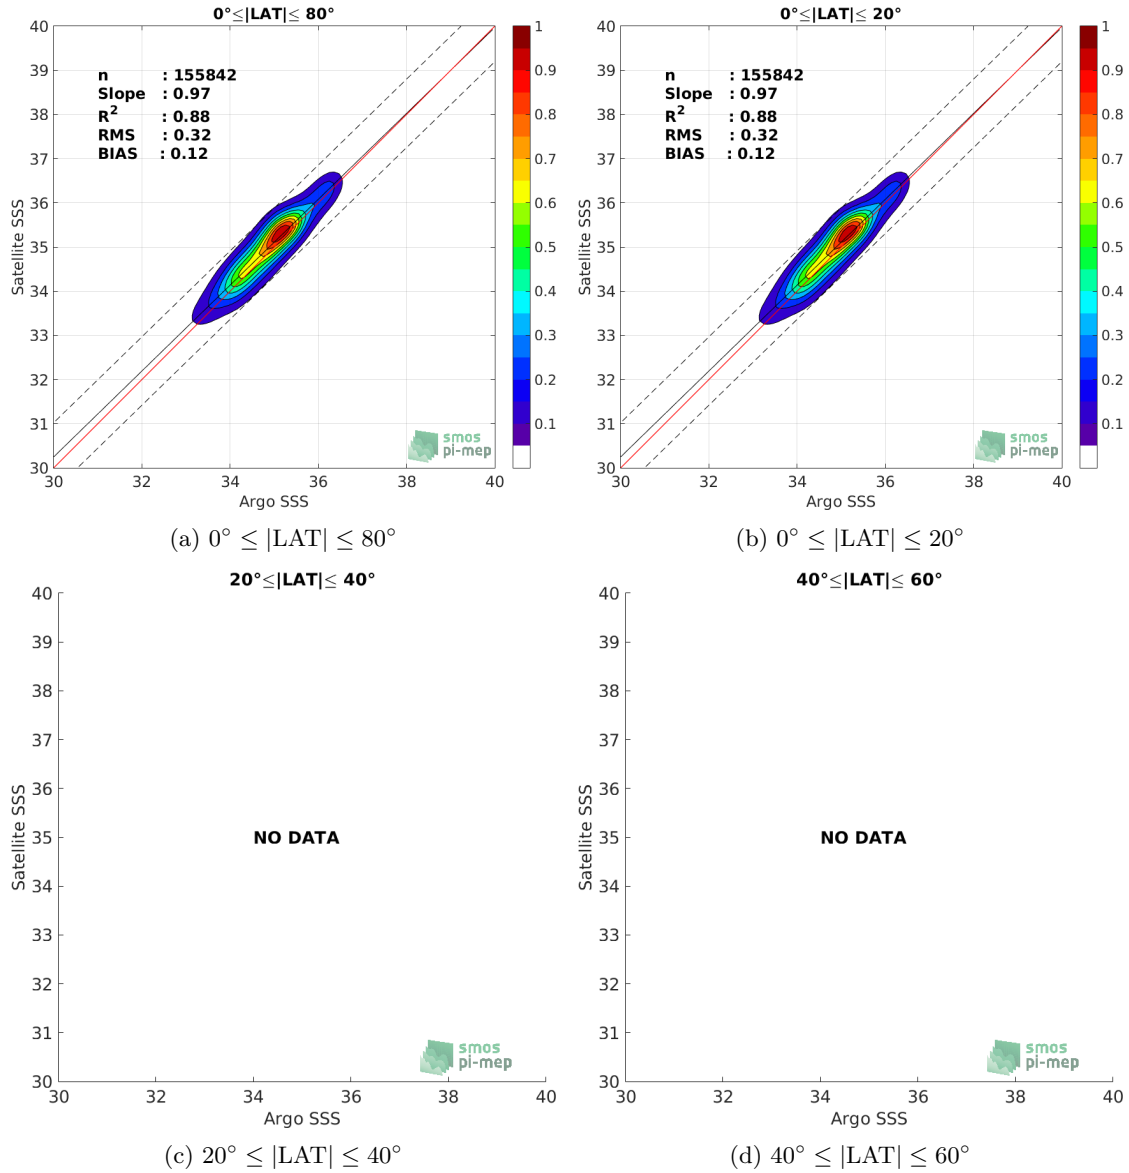 0°≤|LAT|≤ 80°
40
39
38
37
36
35
34
33
32
31
30
Satellite SSS
n : 155842
Slope : 0.97
R² : 0.88
RMS : 0.32
BIAS : 0.12
smos
pi-mep
30 32 34 36 38 40
Argo SSS
1
0.9
0.8
0.7
0.6
0.5
0.4
0.3
0.2
0.1
(a) 0° ≤ |LAT| ≤ 80°
0°≤|LAT|≤ 20°
40
39
38
37
36
35
34
33
32
31
30
Satellite SSS
n : 155842
Slope : 0.97
R² : 0.88
RMS : 0.32
BIAS : 0.12
smos
pi-mep
30 32 34 36 38 40
Argo SSS
1
0.9
0.8
0.7
0.6
0.5
0.4
0.3
0.2
0.1
(b) 0° ≤ |LAT| ≤ 20°
20°≤|LAT|≤ 40°
40
39
38
37
36
35
34
33
32
31
30
Satellite SSS
NO DATA
smos
pi-mep
30 32 34 36 38 40
Argo SSS
(c) 20° ≤ |LAT| ≤ 40°
40°≤|LAT|≤ 60°
40
39
38
37
36
35
34
33
32
31
30
Satellite SSS
NO DATA
smos
pi-mep
30 32 34 36 38 40
Argo SSS
(d) 40° ≤ |LAT| ≤ 60°